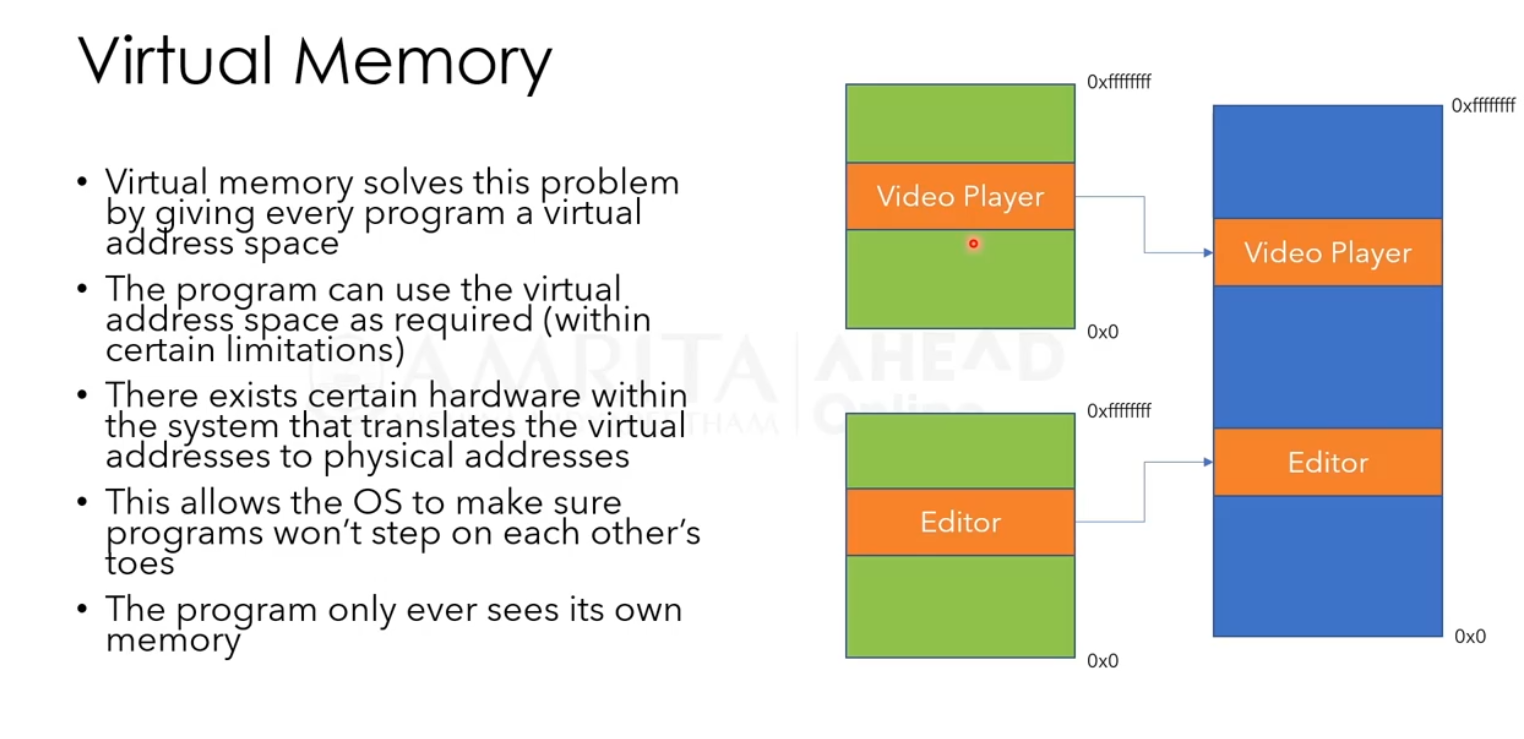 Virtual Memory
• Virtual memory solves this problem
by giving every program a virtual
address space
• The program can use the virtual
address space as required (within
certain limitations)
• There exists certain hardware within
the system that translates the virtual
addresses to physical addresses
• This allows the OS to make sure
programs won’t step on each other’s
toes
• The program only ever sees its own
memory
0xffffffff
Video Player
0x0
0xffffffff
Editor
0x0
0xffffffff
Video Player
Editor
0x0
AMRITA
AHEAD
Online